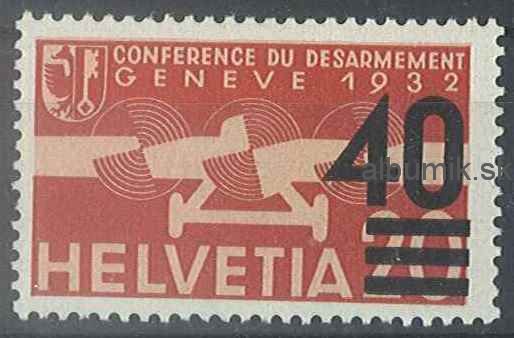 CONFERENCE DU DESARMEMENT
GENEVE 1932
40
albumik.sk
HELVETIA 20